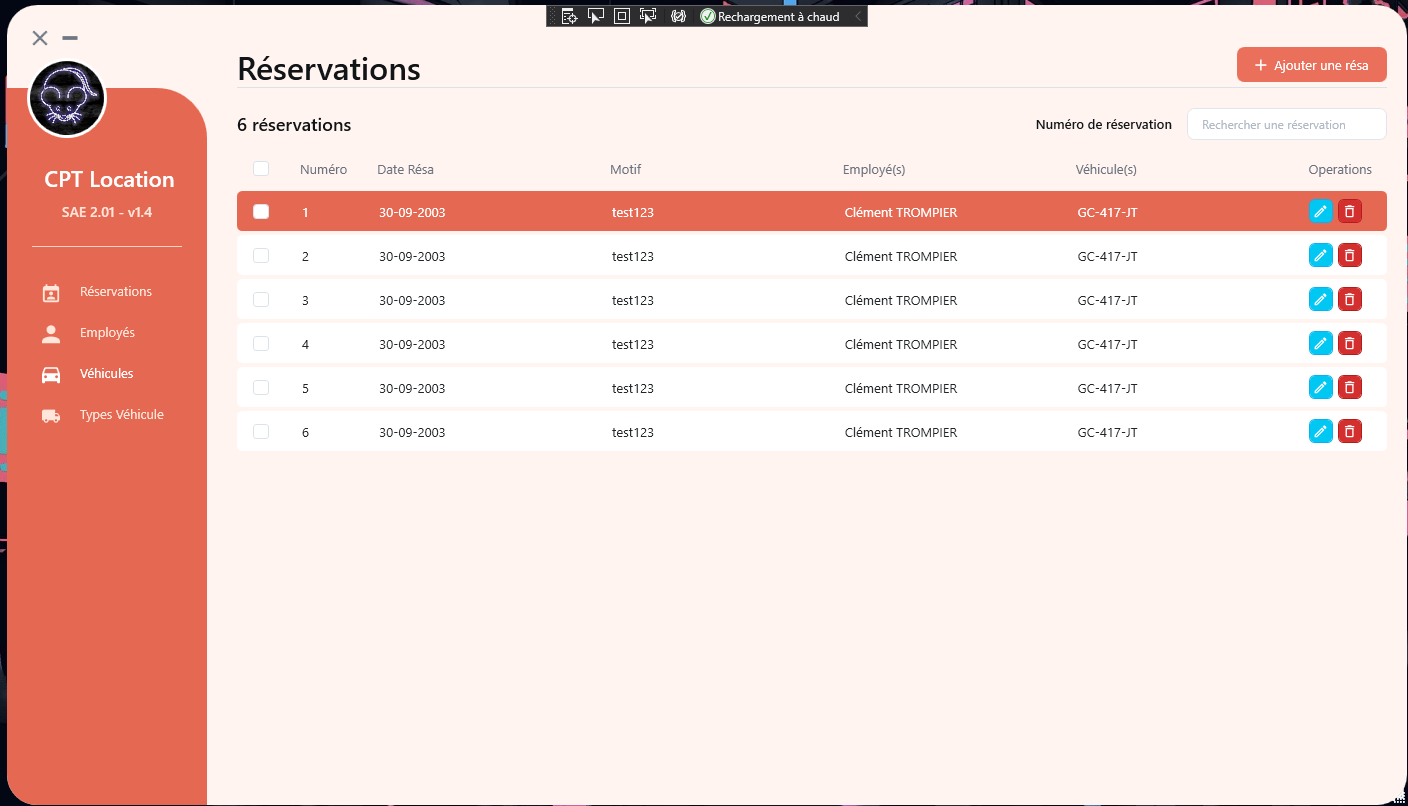 Rechargement à chaud
Réservations
+ Ajouter une résa
6 réservations
Numéro de réservation
Rechercher une réservation
CPT Location
SAE 2.01 - v1.4
Réservations
Employés
Véhicules
Types Véhicule
Numéro Date Résa Motif Employé(s) Véhicule(s) Operations
1 30-09-2003 test123 Clément TROMPIER GC-417-JT
2 30-09-2003 test123 Clément TROMPIER GC-417-JT
3 30-09-2003 test123 Clément TROMPIER GC-417-JT
4 30-09-2003 test123 Clément TROMPIER GC-417-JT
5 30-09-2003 test123 Clément TROMPIER GC-417-JT
6 30-09-2003 test123 Clément TROMPIER GC-417-JT